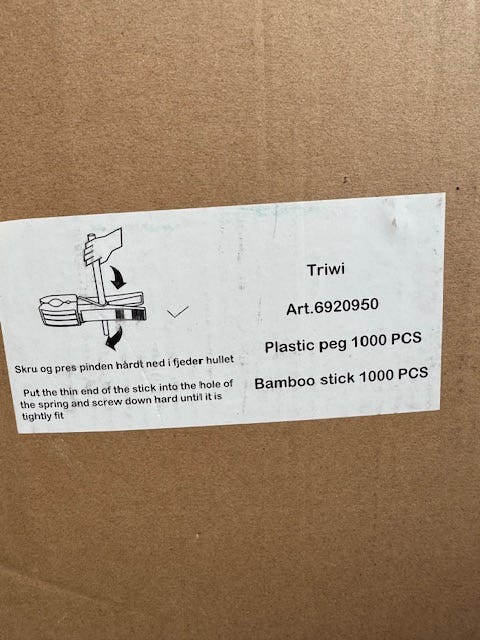 Skru og pres pinden hårdt ned i fjeder hullet
Put the thin end of the stick into the hole of
the spring and screw down hard until it is
tightly fit
Triwi
Art.6920950
Plastic peg 1000 PCS
Bamboo stick 1000 PCS